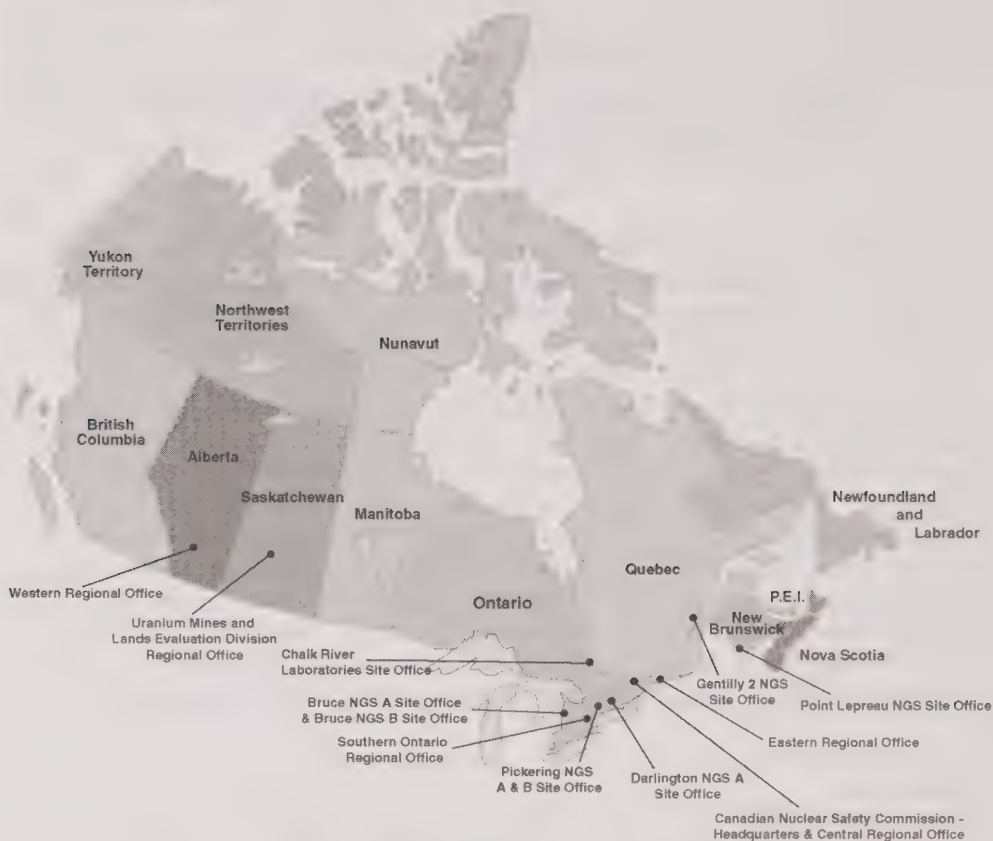 Yukon
Territory
Northwest
Territories
Nunavut
British
Columbia
Alberta
Saskatchewan
Manitoba
Newfoundland
and
Labrador
Quebec
Ontario
P.E.I.
New
Brunswick
Nova Scotia
Western Regional Office
Uranium Mines and
Lands Evaluation Division
Regional Office
Chalk River
Laboratories Site Office
Bruce NGS A Site Office
& Bruce NGS B Site Office
Southern Ontario
Regional Office
Pickering NGS
A & B Site Office
Darlington NGS A
Site Office
Gentilly 2 NGS
Site Office
Point Lepreau NGS Site Office
Eastern Regional Office
Canadian Nuclear Safety Commission -
Headquarters & Central Regional Office